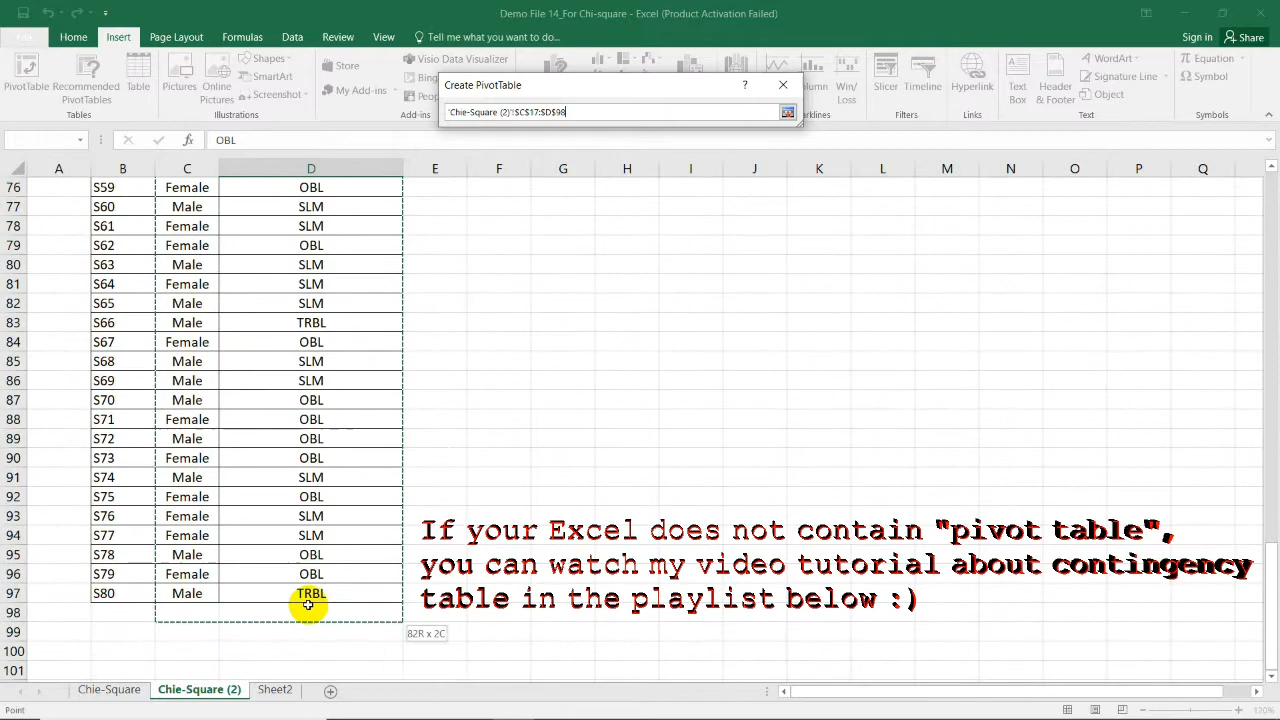 Demo File 14_For Chi-square - Excel (Product Activation Failed)
File Home Insert Page Layout Formulas Data Review View Tell me what you want to do... Sign in Share
PivotTable Recommended PivotTables Table Pictures Online Pictures Shapes SmartArt Screenshot Store My Add-ins Visio Data Visualizer Column Win/Loss Slicer Timeline Hyperlink Text Box Header & Footer WordArt Signature Line Object Equation Symbol
Tables Illustrations Add-ins Filters Links Text Symbols
Create PivotTable ?
'Chie-Square (2)'!$C$17:$D$98
fx OBL
A B C D E F G H I J K L M N O P Q
76 S59 Female OBL
77 S60 Male SLM
78 S61 Female SLM
79 S62 Female OBL
80 S63 Male SLM
81 S64 Female SLM
82 S65 Male SLM
83 S66 Male TRBL
84 S67 Female OBL
85 S68 Male SLM
86 S69 Male SLM
87 S70 Male OBL
88 S71 Female OBL
89 S72 Male OBL
90 S73 Female OBL
91 S74 Male SLM
92 S75 Female OBL
93 S76 Female SLM
94 S77 Female SLM
95 S78 Male OBL
96 S79 Female OBL
97 S80 Male TRBL
98
99
100
101
82R x 2C
If your Excel does not contain "pivot table",
you can watch my video tutorial about contingency
table in the playlist below :)
Chie-Square Chie-Square (2) Sheet2
Point 120%